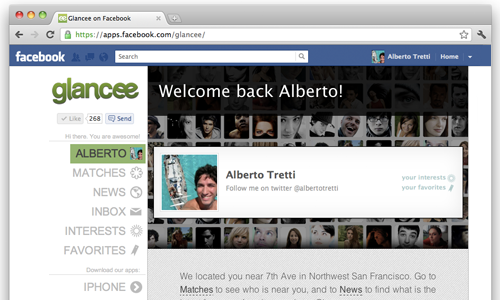 Glancee on Facebook
https://apps.facebook.com/glancee/
facebook
Search
Alberto Tretti
Home
glancee
Like
268
Send
Hi there. You are awesome!
ALBERTO
MATCHES
NEWS
INBOX
INTERESTS
FAVORITES
Download our apps:
IPHONE
Welcome back Alberto!
Alberto Tretti
Follow me on twitter @albertotretti
your interests
your favorites
We located you near 7th Ave in Northwest San Francisco. Go to
Matches to see who is near you, and to News to find what is the